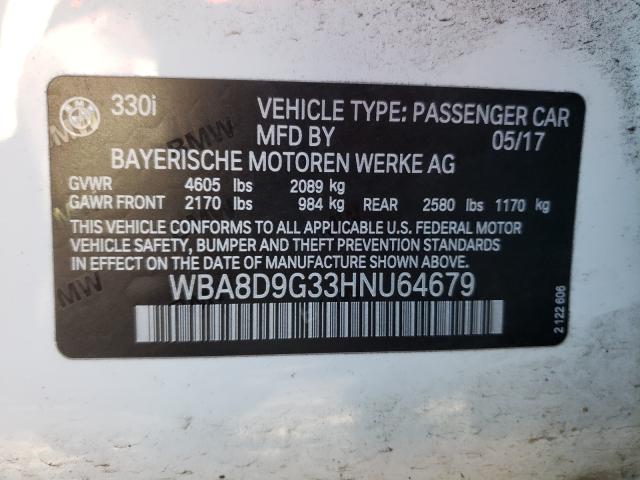 330i VEHICLE TYPE: PASSENGER CAR
MFD BY 05/17
BAYERISCHE MOTOREN WERKE AG
GVWR 4605 lbs 2089 kg
GAWR FRONT 2170 lbs 984 kg REAR 2580 lbs 1170 kg
THIS VEHICLE CONFORMS TO ALL APPLICABLE U.S. FEDERAL MOTOR
VEHICLE SAFETY, BUMPER AND THEFT PREVENTION STANDARDS
IN EFFECT ON THE DATE OF MANUFACTURE SHOWN ABOVE.
WBA8D9G33HNU64679
2 122 606
BMW
BMW